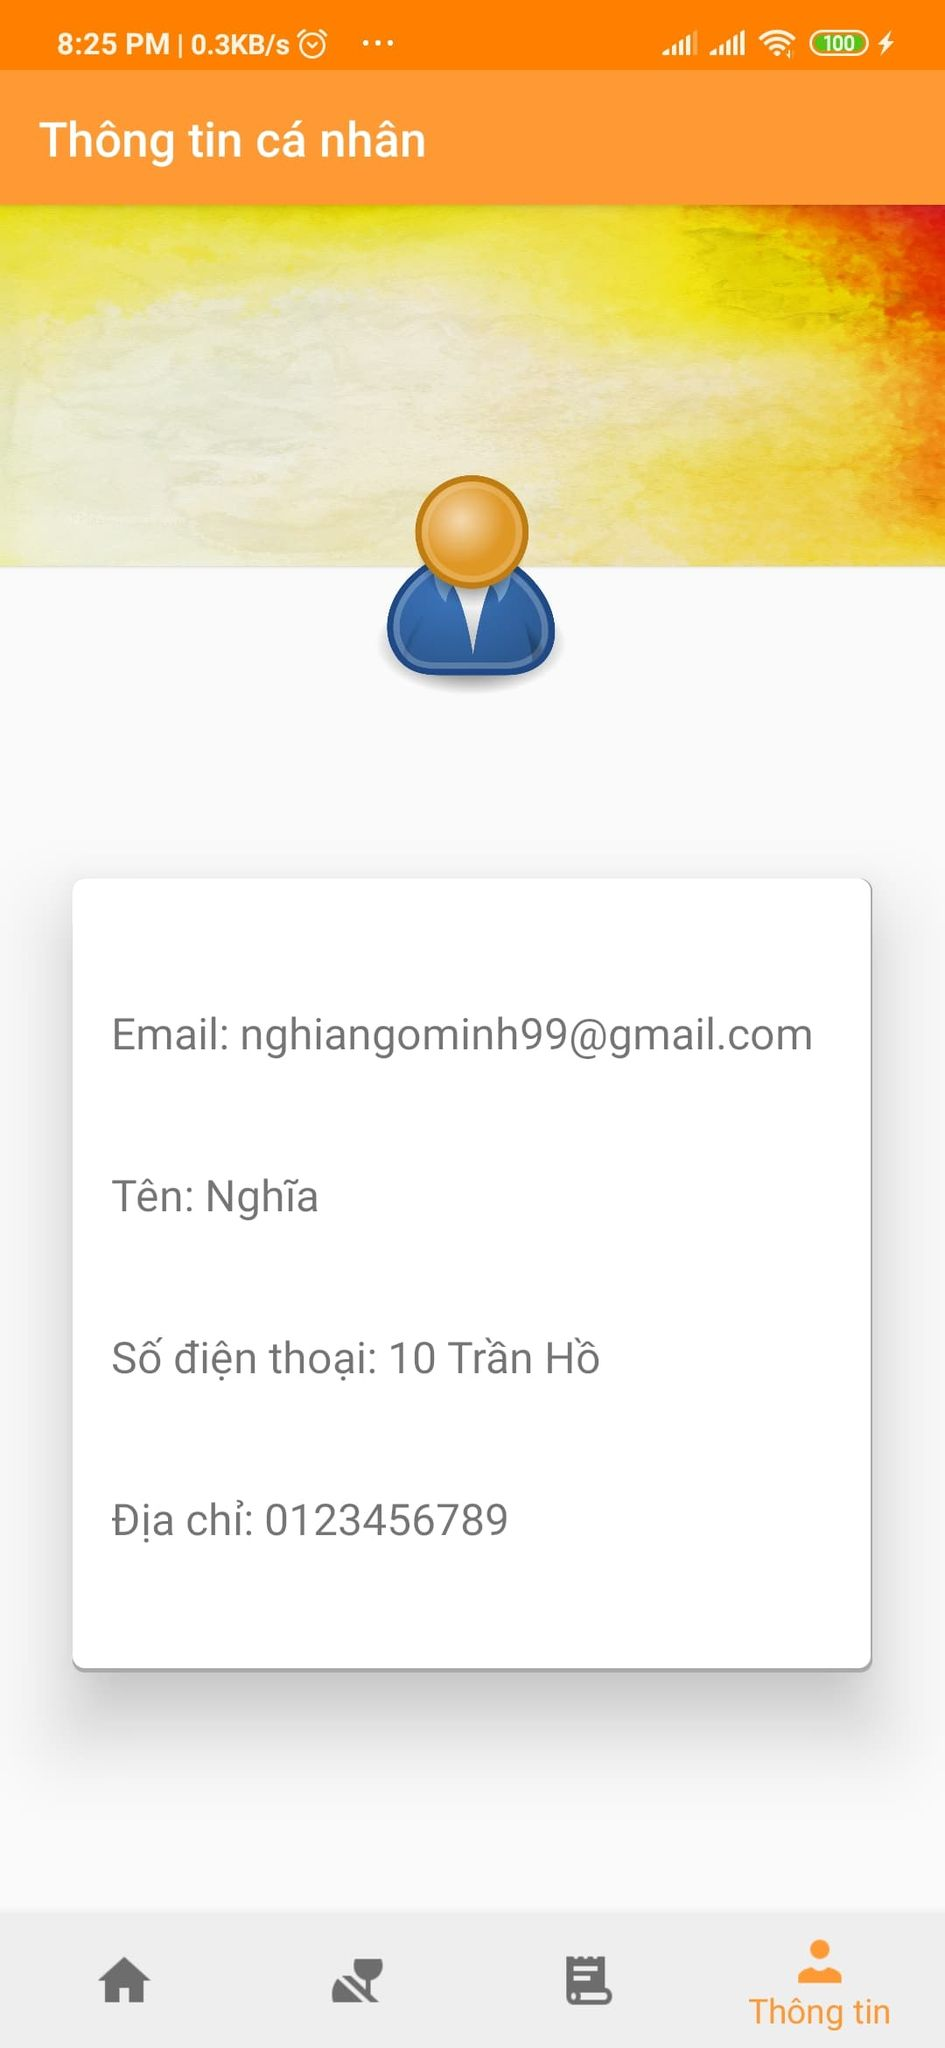 8:25 PM | 0.3KB/s
100
Thông tin cá nhân
Email: nghiangominh99@gmail.com
Tên: Nghĩa
Số điện thoại: 10 Trần Hồ
Địa chỉ: 0123456789
Thông tin